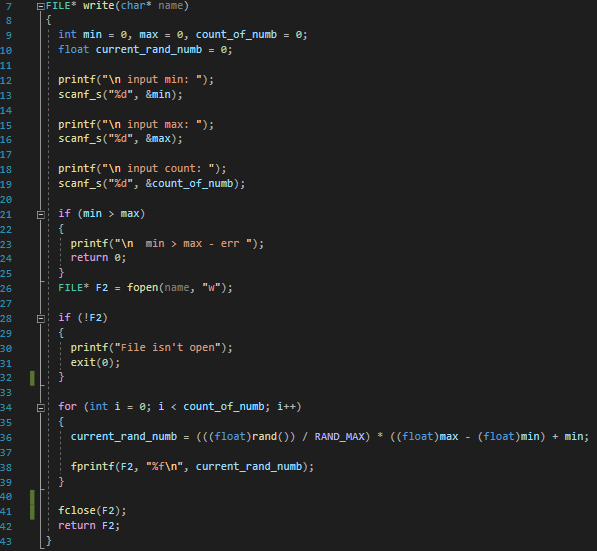 7 FILE* write(char* name)
8 {
9 int min = 0, max = 0, count_of_numb = 0;
10 float current_rand_numb = 0;
11
12 printf("\n input min: ");
13 scanf_s("%d", &min);
14
15 printf("\n input max: ");
16 scanf_s("%d", &max);
17
18 printf("\n input count: ");
19 scanf_s("%d", &count_of_numb);
20
21 if (min > max)
22 {
23 printf("\n  min > max - err ");
24 return 0;
25 }
26 FILE* F2 = fopen(name, "w");
27
28 if (!F2)
29 {
30 printf("File isn't open");
31 exit(0);
32 }
33
34 for (int i = 0; i < count_of_numb; i++)
35 {
36 current_rand_numb = (((float)rand()) / RAND_MAX) * ((float)max - (float)min) + min;
37
38 fprintf(F2, "%f\n", current_rand_numb);
39 }
40
41 fclose(F2);
42 return F2;
43 }